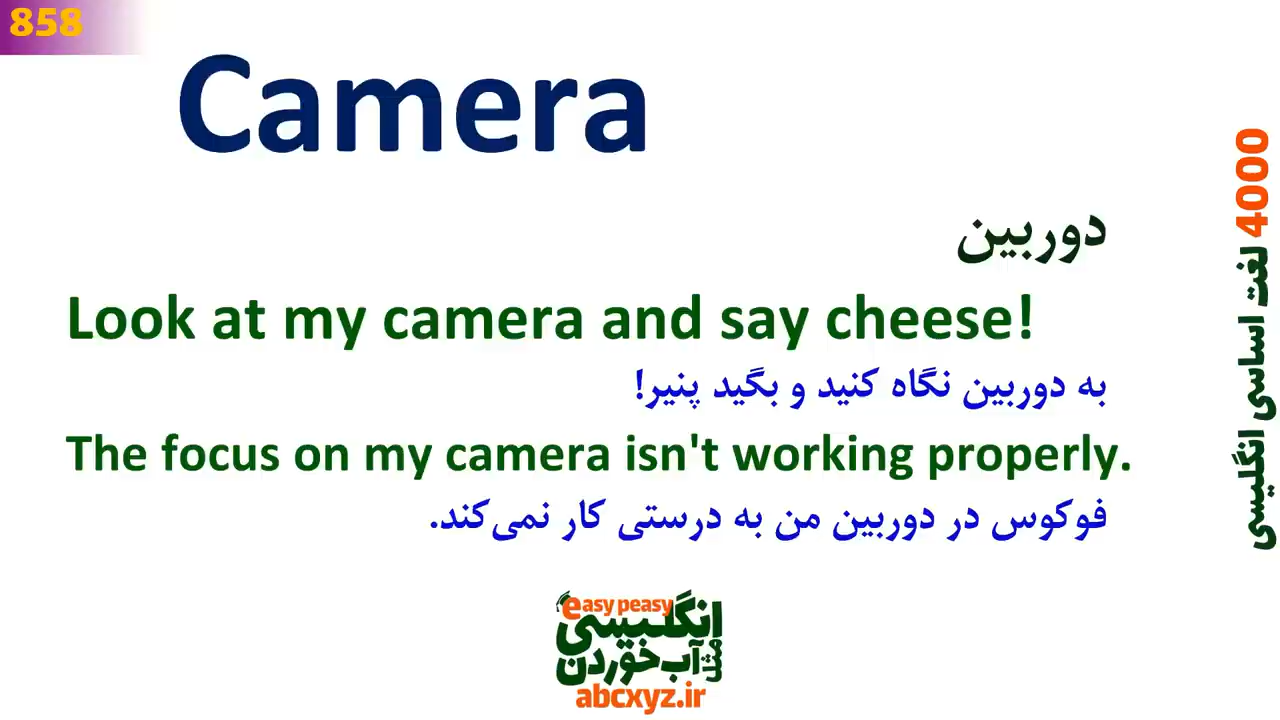 858
Camera
دوربین
Look at my camera and say cheese!
به دوربین نگاه کنید و بگید پنیر!
The focus on my camera isn't working properly.
فوکوس در دوربین من به درستی کار نمی‌کند.
4000 لغت اساسی انگلیسی
easy peasy
انگلیسی
مثل آب خوردن
abcxyz.ir